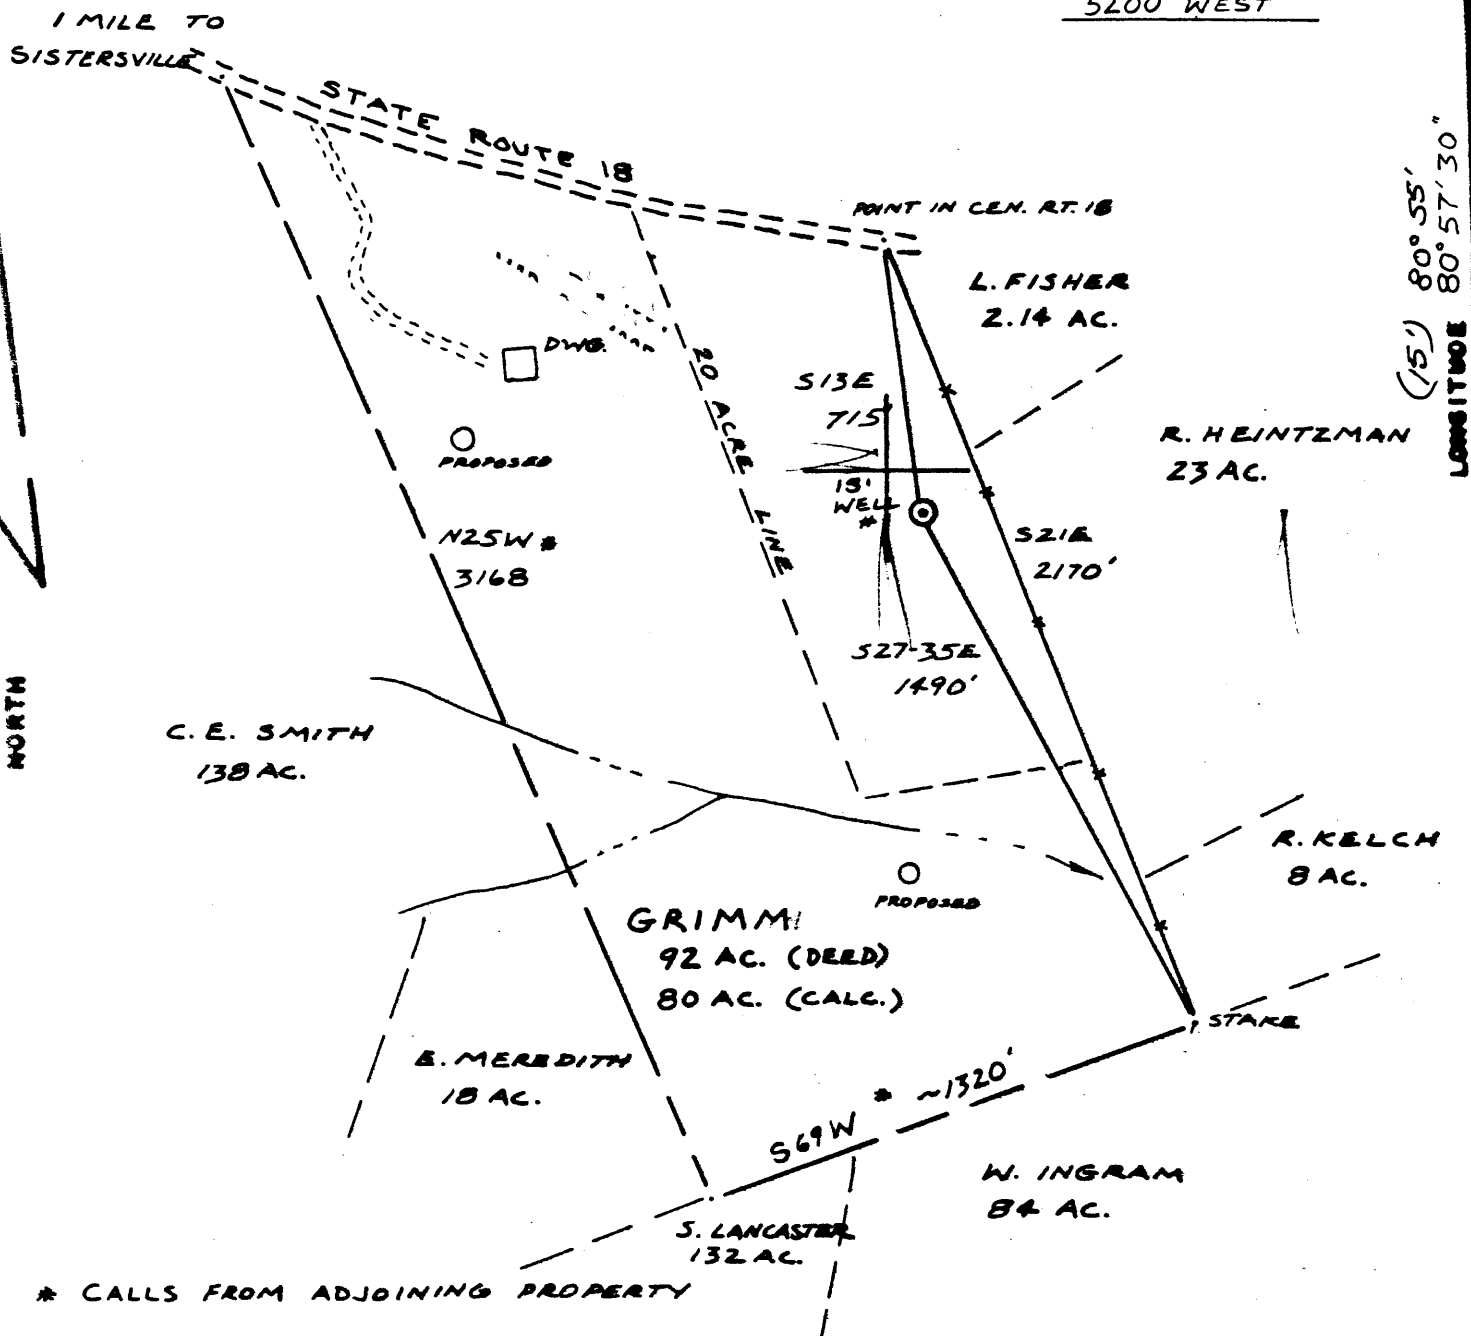 5200 WEST
1 MILE TO
SISTERSVILLE
STATE ROUTE 18
POINT IN CEN. RT. 18
L. FISHER
2.14 AC.
(15') 80° 55'
80° 57' 30"
LONGITUDE
DWG.
20 ACRE LINE
S13E
715
R. HEINTZMAN
23 AC.
PROPOSED
WELL
*
N25W *
3168
S21E
2170'
S27-35E
1490'
NORTH
C. E. SMITH
138 AC.
R. KELCH
8 AC.
PROPOSED
GRIMM
92 AC. (DEED)
80 AC. (CALC.)
STAKE
E. MEREDITH
18 AC.
S69W * ~1320'
W. INGRAM
84 AC.
S. LANCASTER
132 AC.
* CALLS FROM ADJOINING PROPERTY